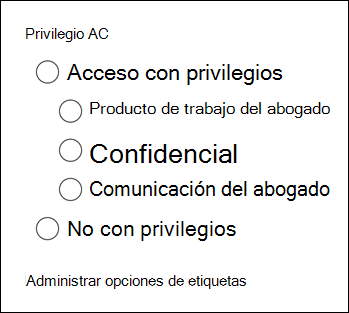 Privilegio AC
Acceso con privilegios
Producto de trabajo del abogado
Confidencial
Comunicación del abogado
No con privilegios
Administrar opciones de etiquetas